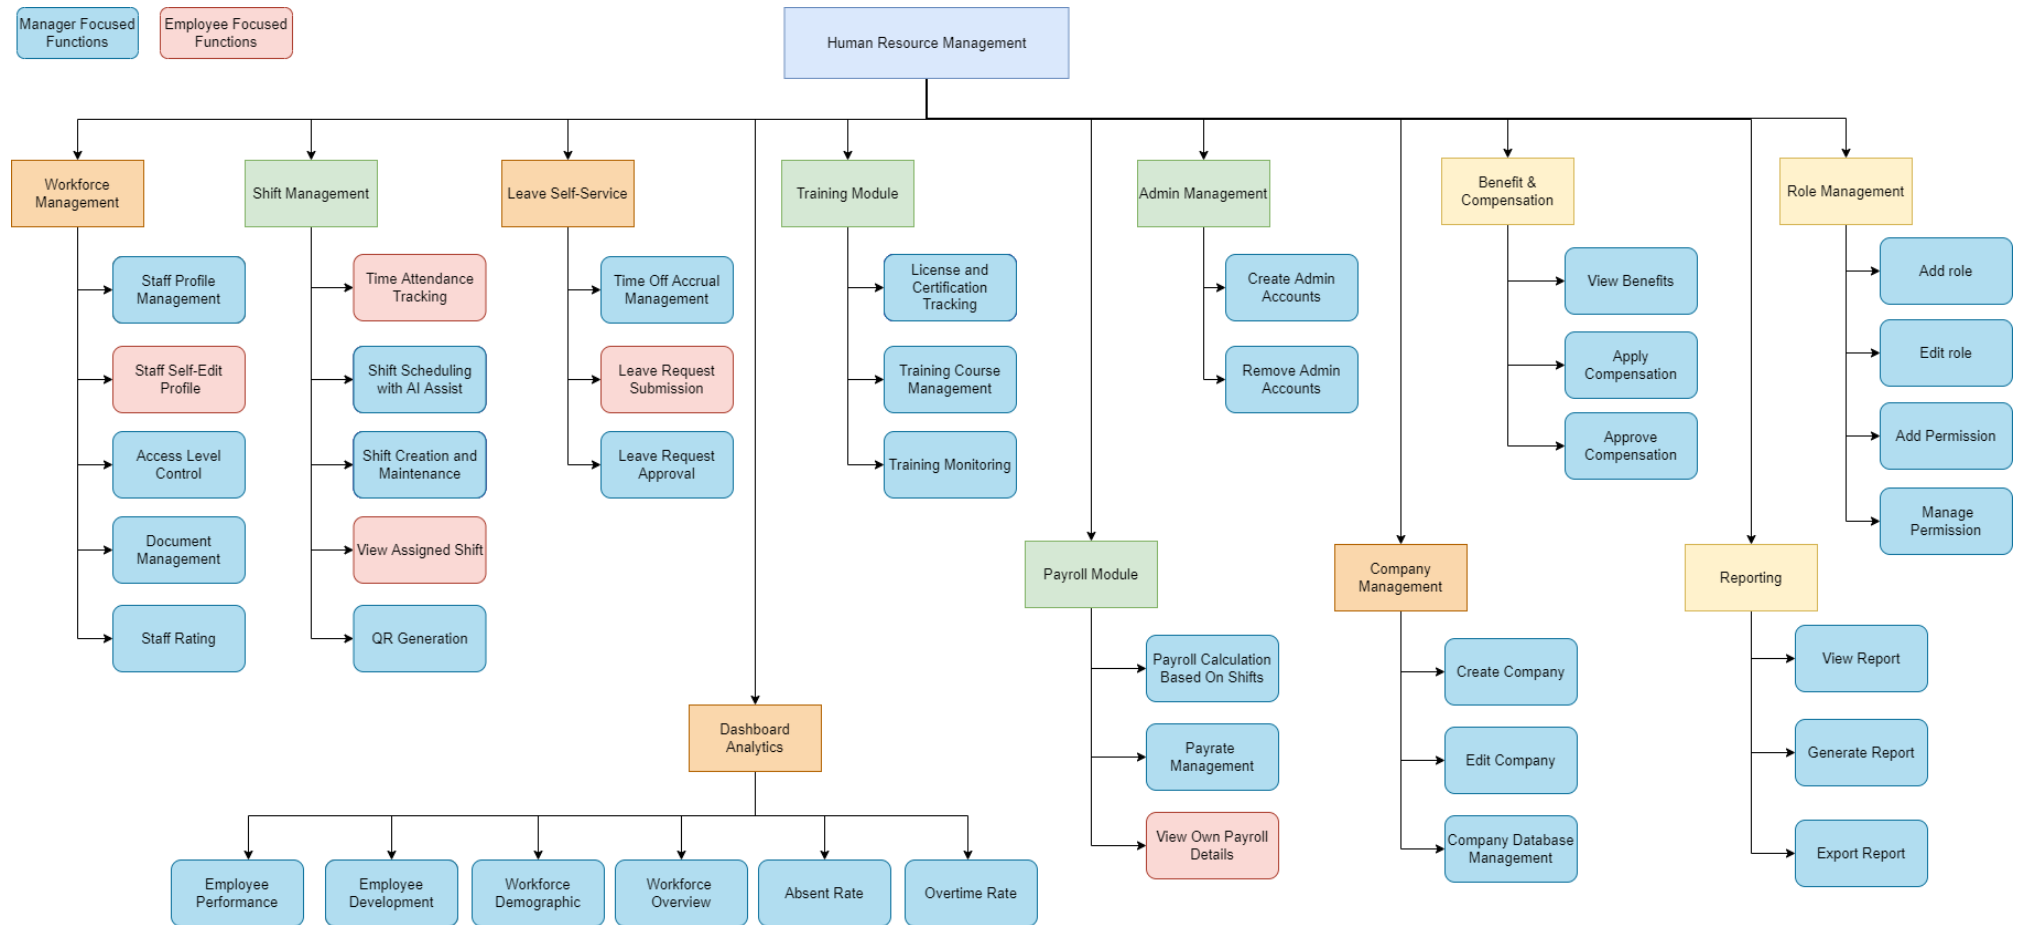 Manager Focused
Functions
Employee Focused
Functions
Human Resource Management
Workforce
Management
Shift Management
Leave Self-Service
Training Module
Admin Management
Benefit &
Compensation
Role Management
Staff Profile
Management
Staff Self-Edit
Profile
Access Level
Control
Document
Management
Staff Rating
Time Attendance
Tracking
Shift Scheduling
with AI Assist
Shift Creation and
Maintenance
View Assigned Shift
QR Generation
Time Off Accrual
Management
Leave Request
Submission
Leave Request
Approval
License and
Certification
Tracking
Training Course
Management
Training Monitoring
Create Admin
Accounts
Remove Admin
Accounts
View Benefits
Apply
Compensation
Approve
Compensation
Add role
Edit role
Add Permission
Manage
Permission
Payroll Module
Company
Management
Reporting
Payroll Calculation
Based On Shifts
Payrate
Management
View Own Payroll
Details
Create Company
Edit Company
Company Database
Management
View Report
Generate Report
Export Report
Dashboard
Analytics
Employee
Performance
Employee
Development
Workforce
Demographic
Workforce
Overview
Absent Rate
Overtime Rate